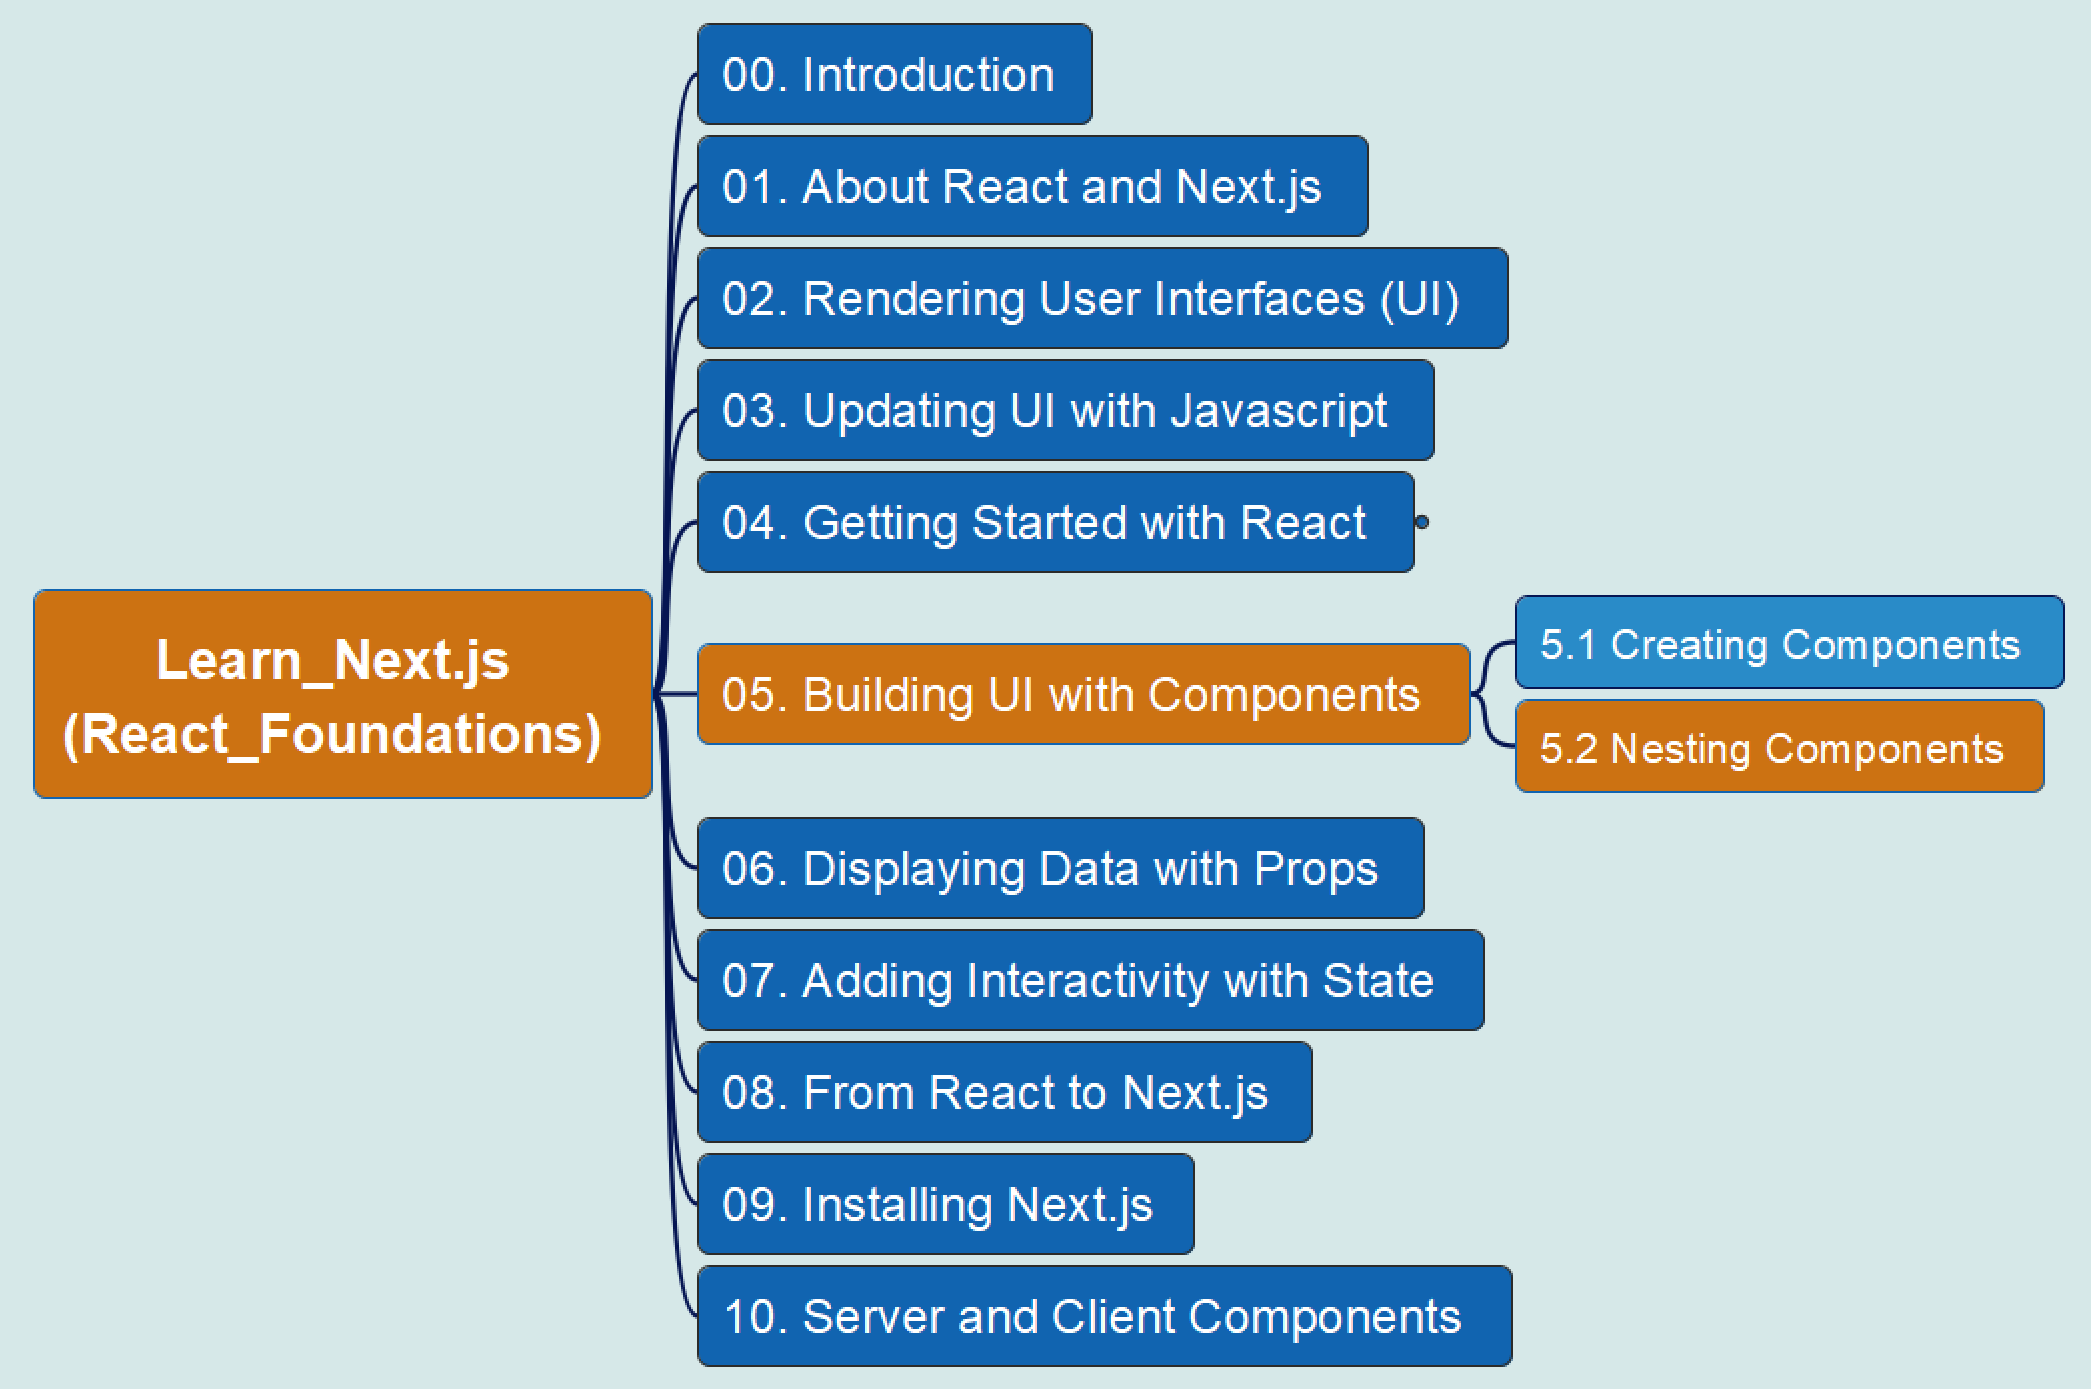 00. Introduction
01. About React and Next.js
02. Rendering User Interfaces (UI)
03. Updating UI with Javascript
04. Getting Started with React
Learn_Next.js
(React_Foundations)
05. Building UI with Components
5.1 Creating Components
5.2 Nesting Components
06. Displaying Data with Props
07. Adding Interactivity with State
08. From React to Next.js
09. Installing Next.js
10. Server and Client Components